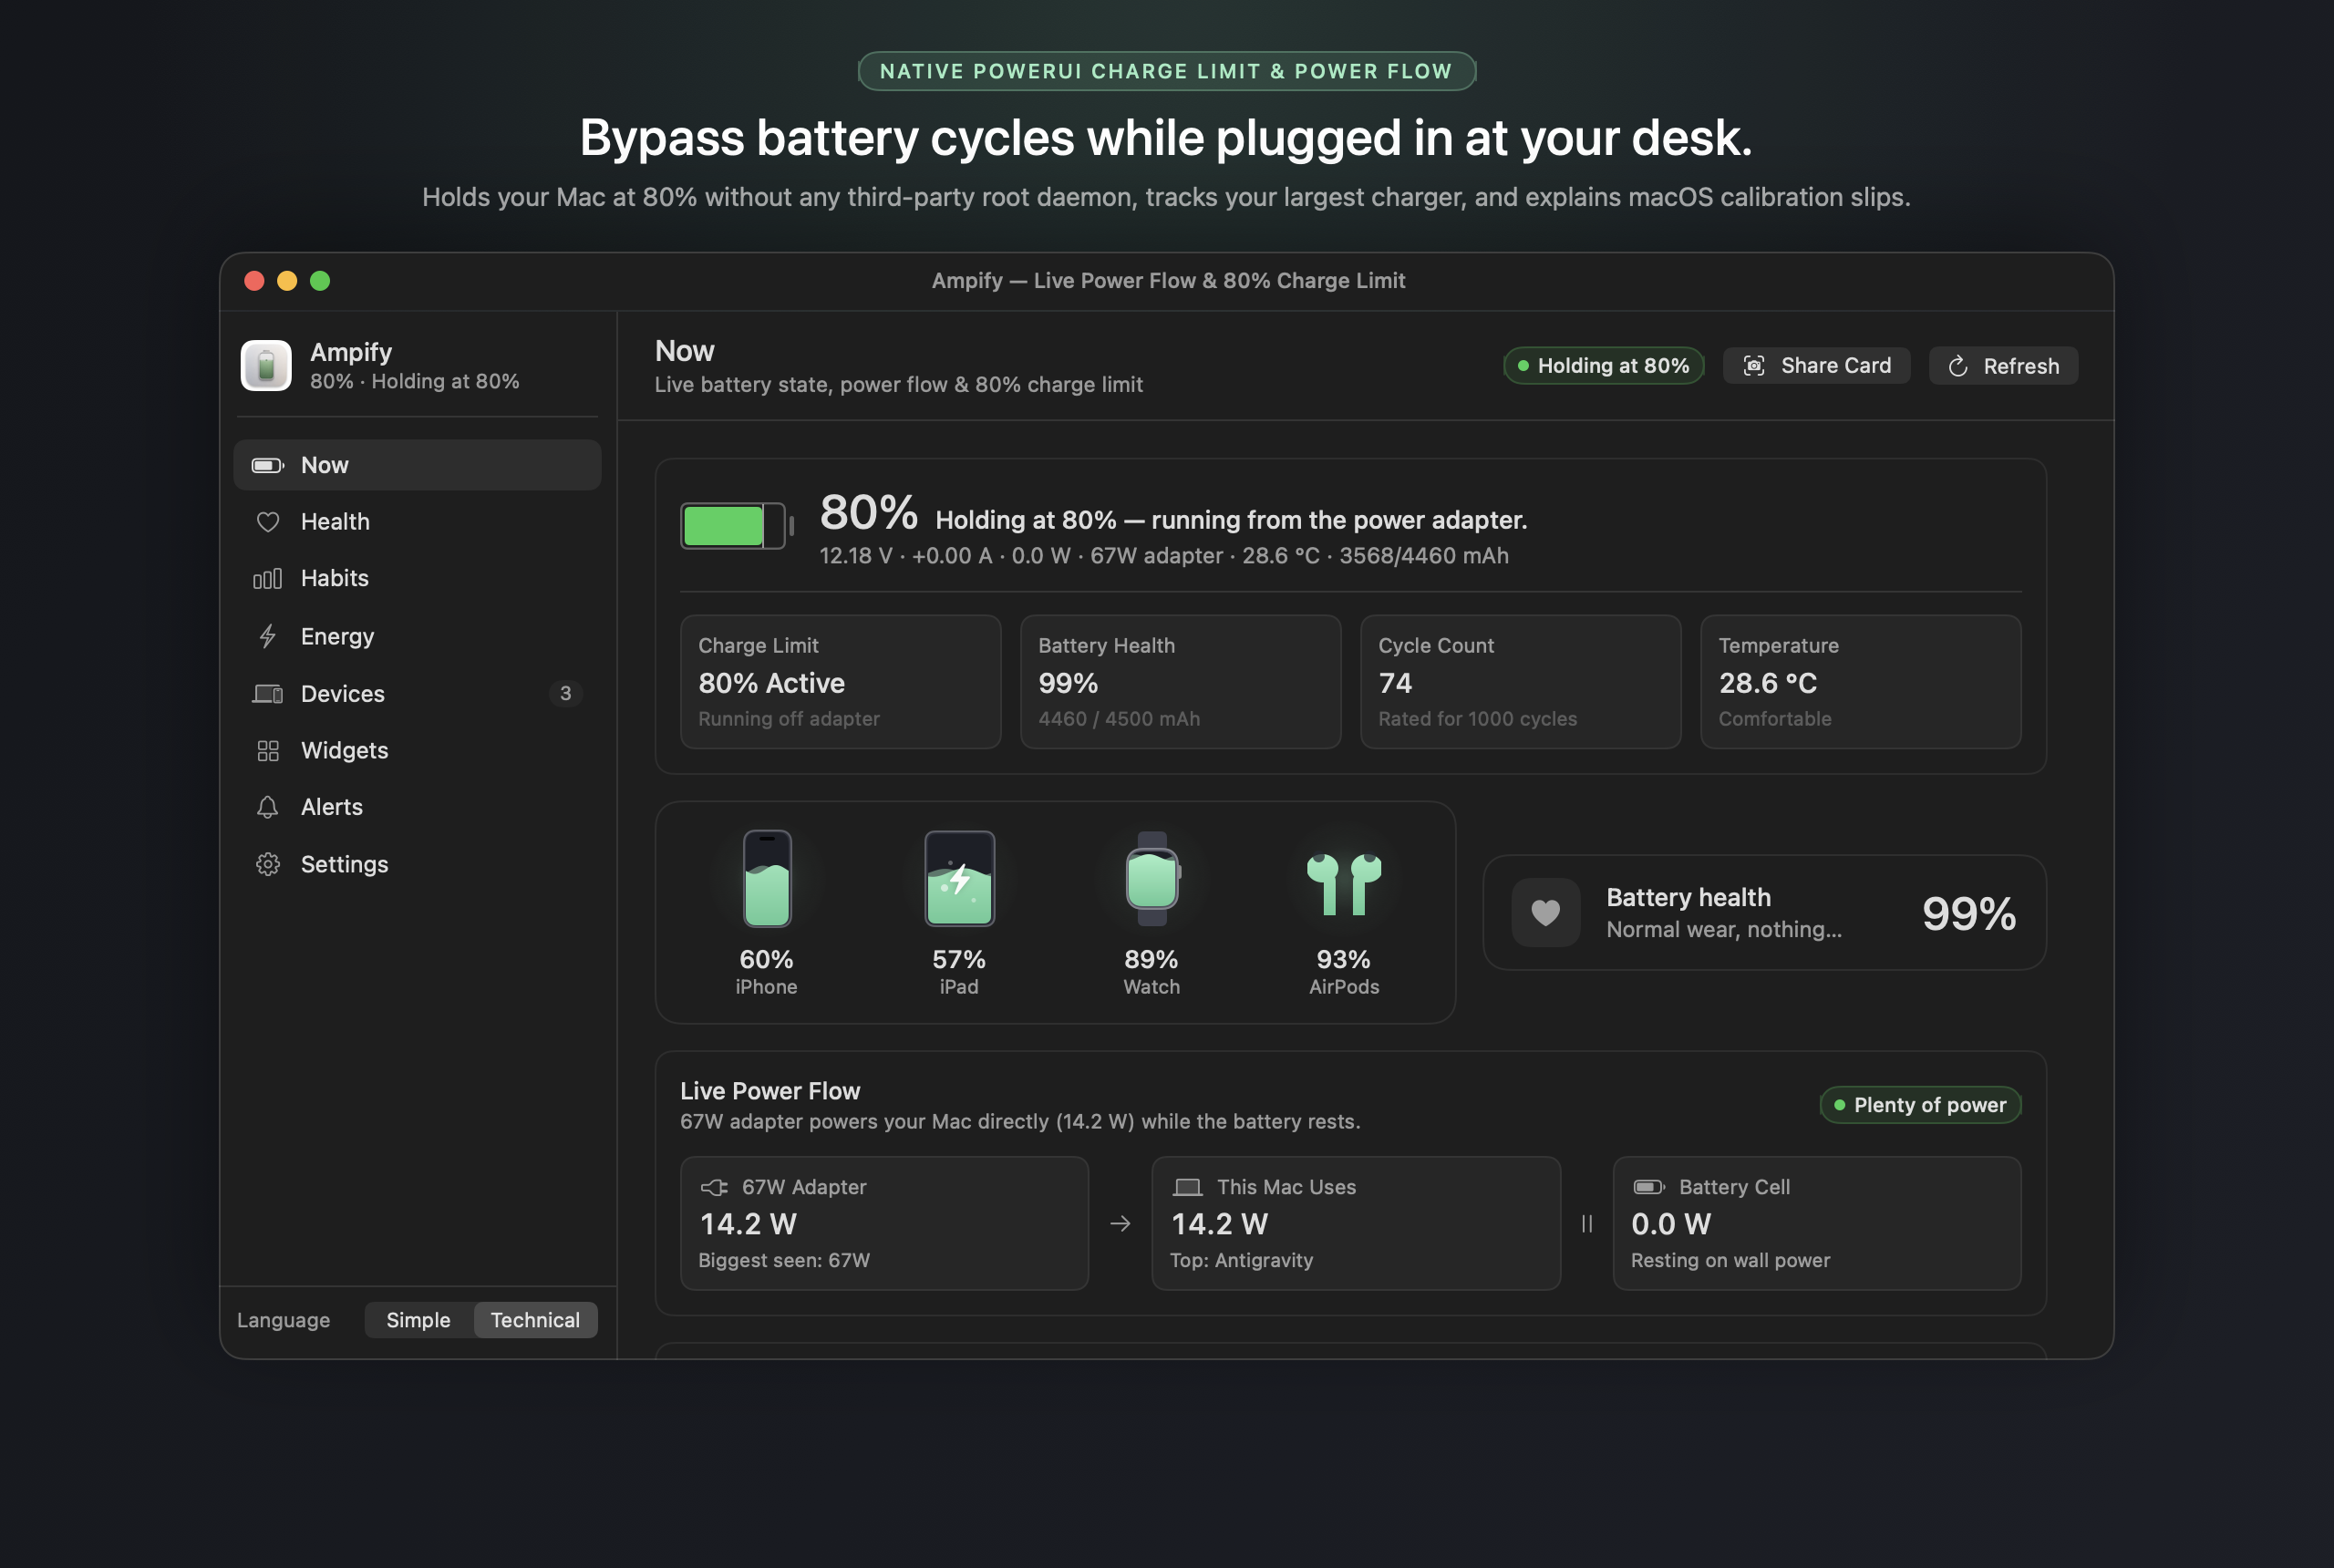 NATIVE POWERUI CHARGE LIMIT & POWER FLOW
Bypass battery cycles while plugged in at your desk.
Holds your Mac at 80% without any third-party root daemon, tracks your largest charger, and explains macOS calibration slips.
Ampify — Live Power Flow & 80% Charge Limit
Ampify
80% · Holding at 80%
Now
Health
Habits
Energy
Devices 3
Widgets
Alerts
Settings
Language Simple Technical
Now
Live battery state, power flow & 80% charge limit
Holding at 80% Share Card Refresh
80% Holding at 80% — running from the power adapter.
12.18 V · +0.00 A · 0.0 W · 67W adapter · 28.6 °C · 3568/4460 mAh
Charge Limit
80% Active
Running off adapter
Battery Health
99%
4460 / 4500 mAh
Cycle Count
74
Rated for 1000 cycles
Temperature
28.6 °C
Comfortable
60%
iPhone
57%
iPad
89%
Watch
93%
AirPods
Battery health
Normal wear, nothing...
99%
Live Power Flow
67W adapter powers your Mac directly (14.2 W) while the battery rests.
Plenty of power
67W Adapter
14.2 W
Biggest seen: 67W
This Mac Uses
14.2 W
Top: Antigravity
Battery Cell
0.0 W
Resting on wall power